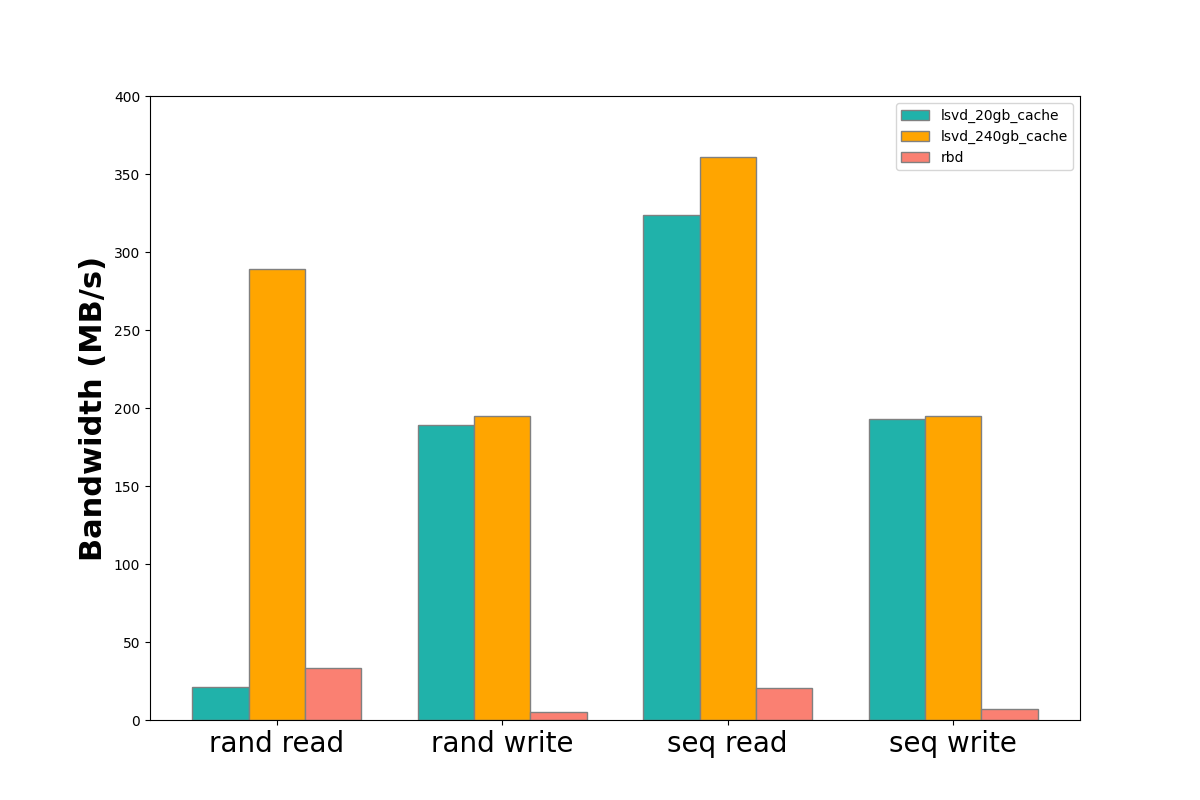 lsvd_20gb_cache
lsvd_240gb_cache
rbd
Bandwidth (MB/s)
400
350
300
250
200
150
100
50
0
rand read
rand write
seq read
seq write